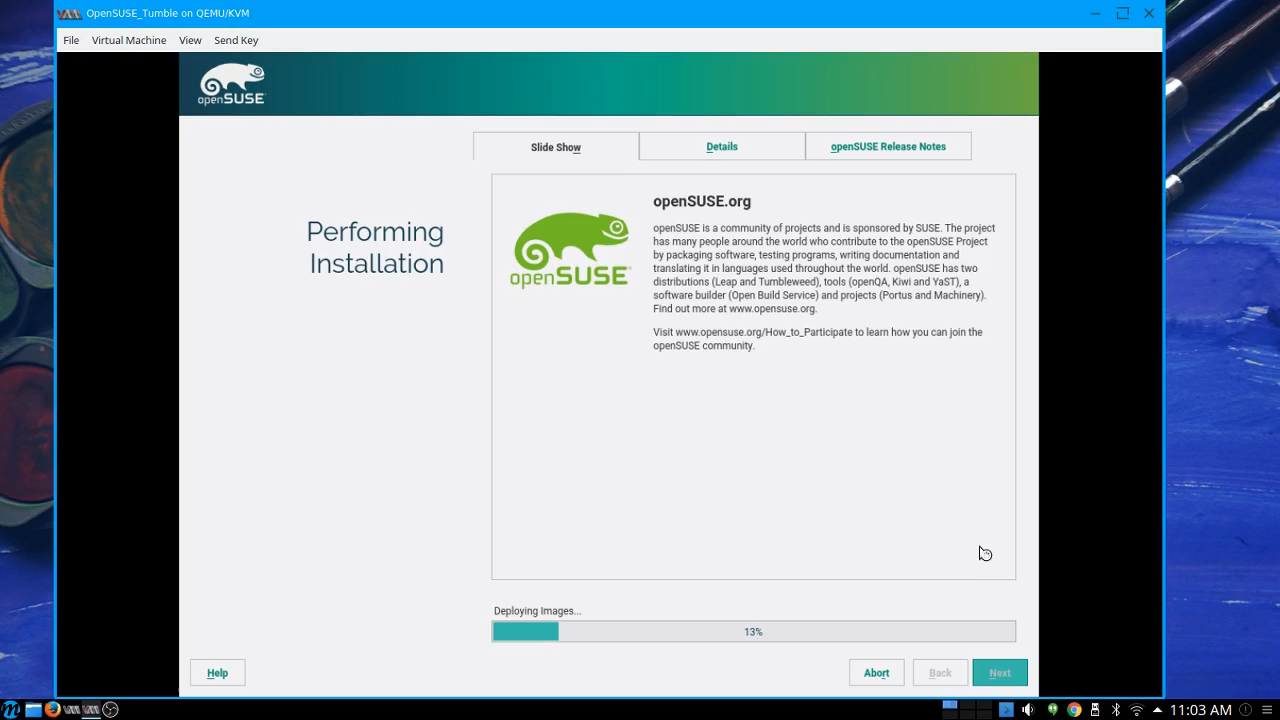 OpenSUSE_Tumble on QEMU/KVM
File Virtual Machine View Send Key
openSUSE
Slide Show Details openSUSE Release Notes
Performing
Installation
openSUSE
openSUSE.org
openSUSE is a community of projects and is sponsored by SUSE. The project
has many people around the world who contribute to the openSUSE Project
by packaging software, testing programs, writing documentation and
translating it in languages used throughout the world. openSUSE has two
distributions (Leap and Tumbleweed), tools (openQA, Kiwi and YaST), a
software builder (Open Build Service) and projects (Portus and Machinery).
Find out more at www.opensuse.org.
Visit www.opensuse.org/How_to_Participate to learn how you can join the
openSUSE community.
Deploying Images...
13%
Help Abort Back Next
11:03 AM